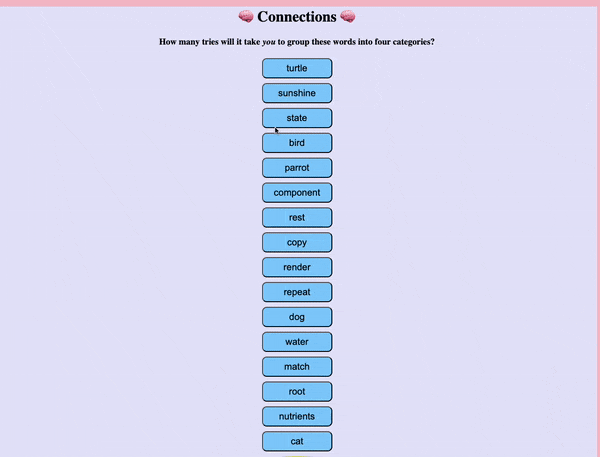 🧠 Connections 🧠
How many tries will it take you to group these words into four categories?
turtle
sunshine
state
bird
parrot
component
rest
copy
render
repeat
dog
water
match
root
nutrients
cat